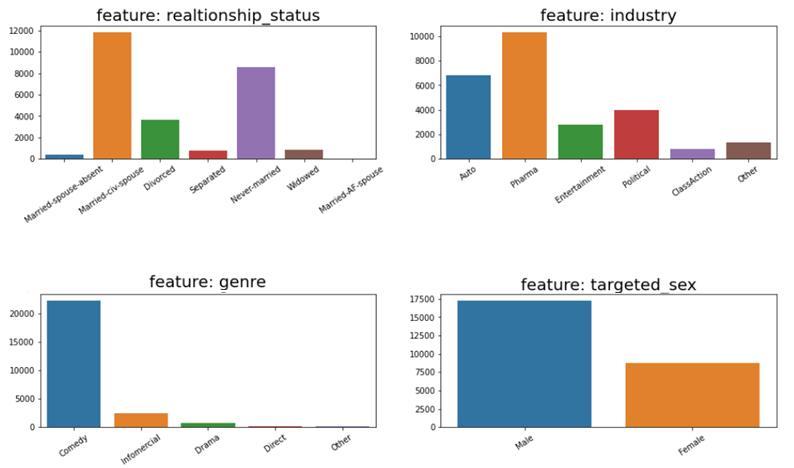 feature: realtionship_status
12000
10000
8000
6000
4000
2000
0
Married-spouse-absent
Married-civ-spouse
Divorced
Separated
Never-married
Widowed
Married-AF-spouse
feature: industry
10000
8000
6000
4000
2000
0
Auto
Pharma
Entertainment
Political
ClassAction
Other
feature: genre
20000
15000
10000
5000
0
Comedy
Infomercial
Drama
Direct
Other
feature: targeted_sex
17500
15000
12500
10000
7500
5000
2500
0
Male
Female